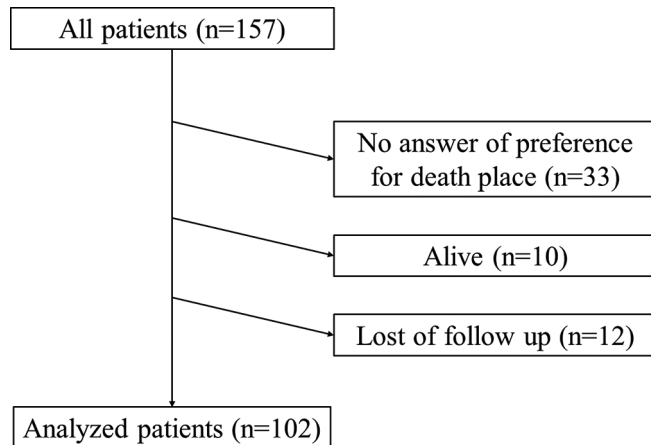 All patients (n=157)
No answer of preference
for death place (n=33)
Alive (n=10)
Lost of follow up (n=12)
Analyzed patients (n=102)